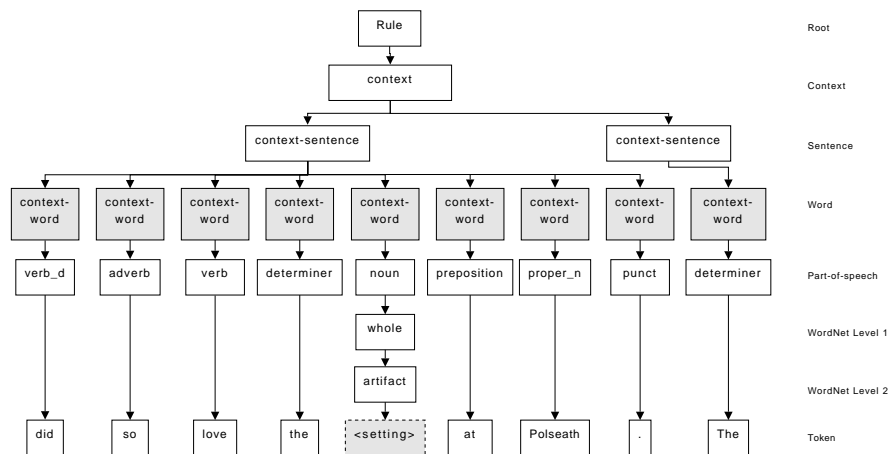 Rule
Root
context
Context
context-sentence
context-sentence
Sentence
context-
word
context-
word
context-
word
context-
word
context-
word
context-
word
context-
word
context-
word
context-
word
Word
verb_d
adverb
verb
determiner
noun
preposition
proper_n
punct
determiner
Part-of-speech
whole
WordNet Level 1
artifact
WordNet Level 2
did
so
love
the
<setting>
at
Polseath
.
The
Token